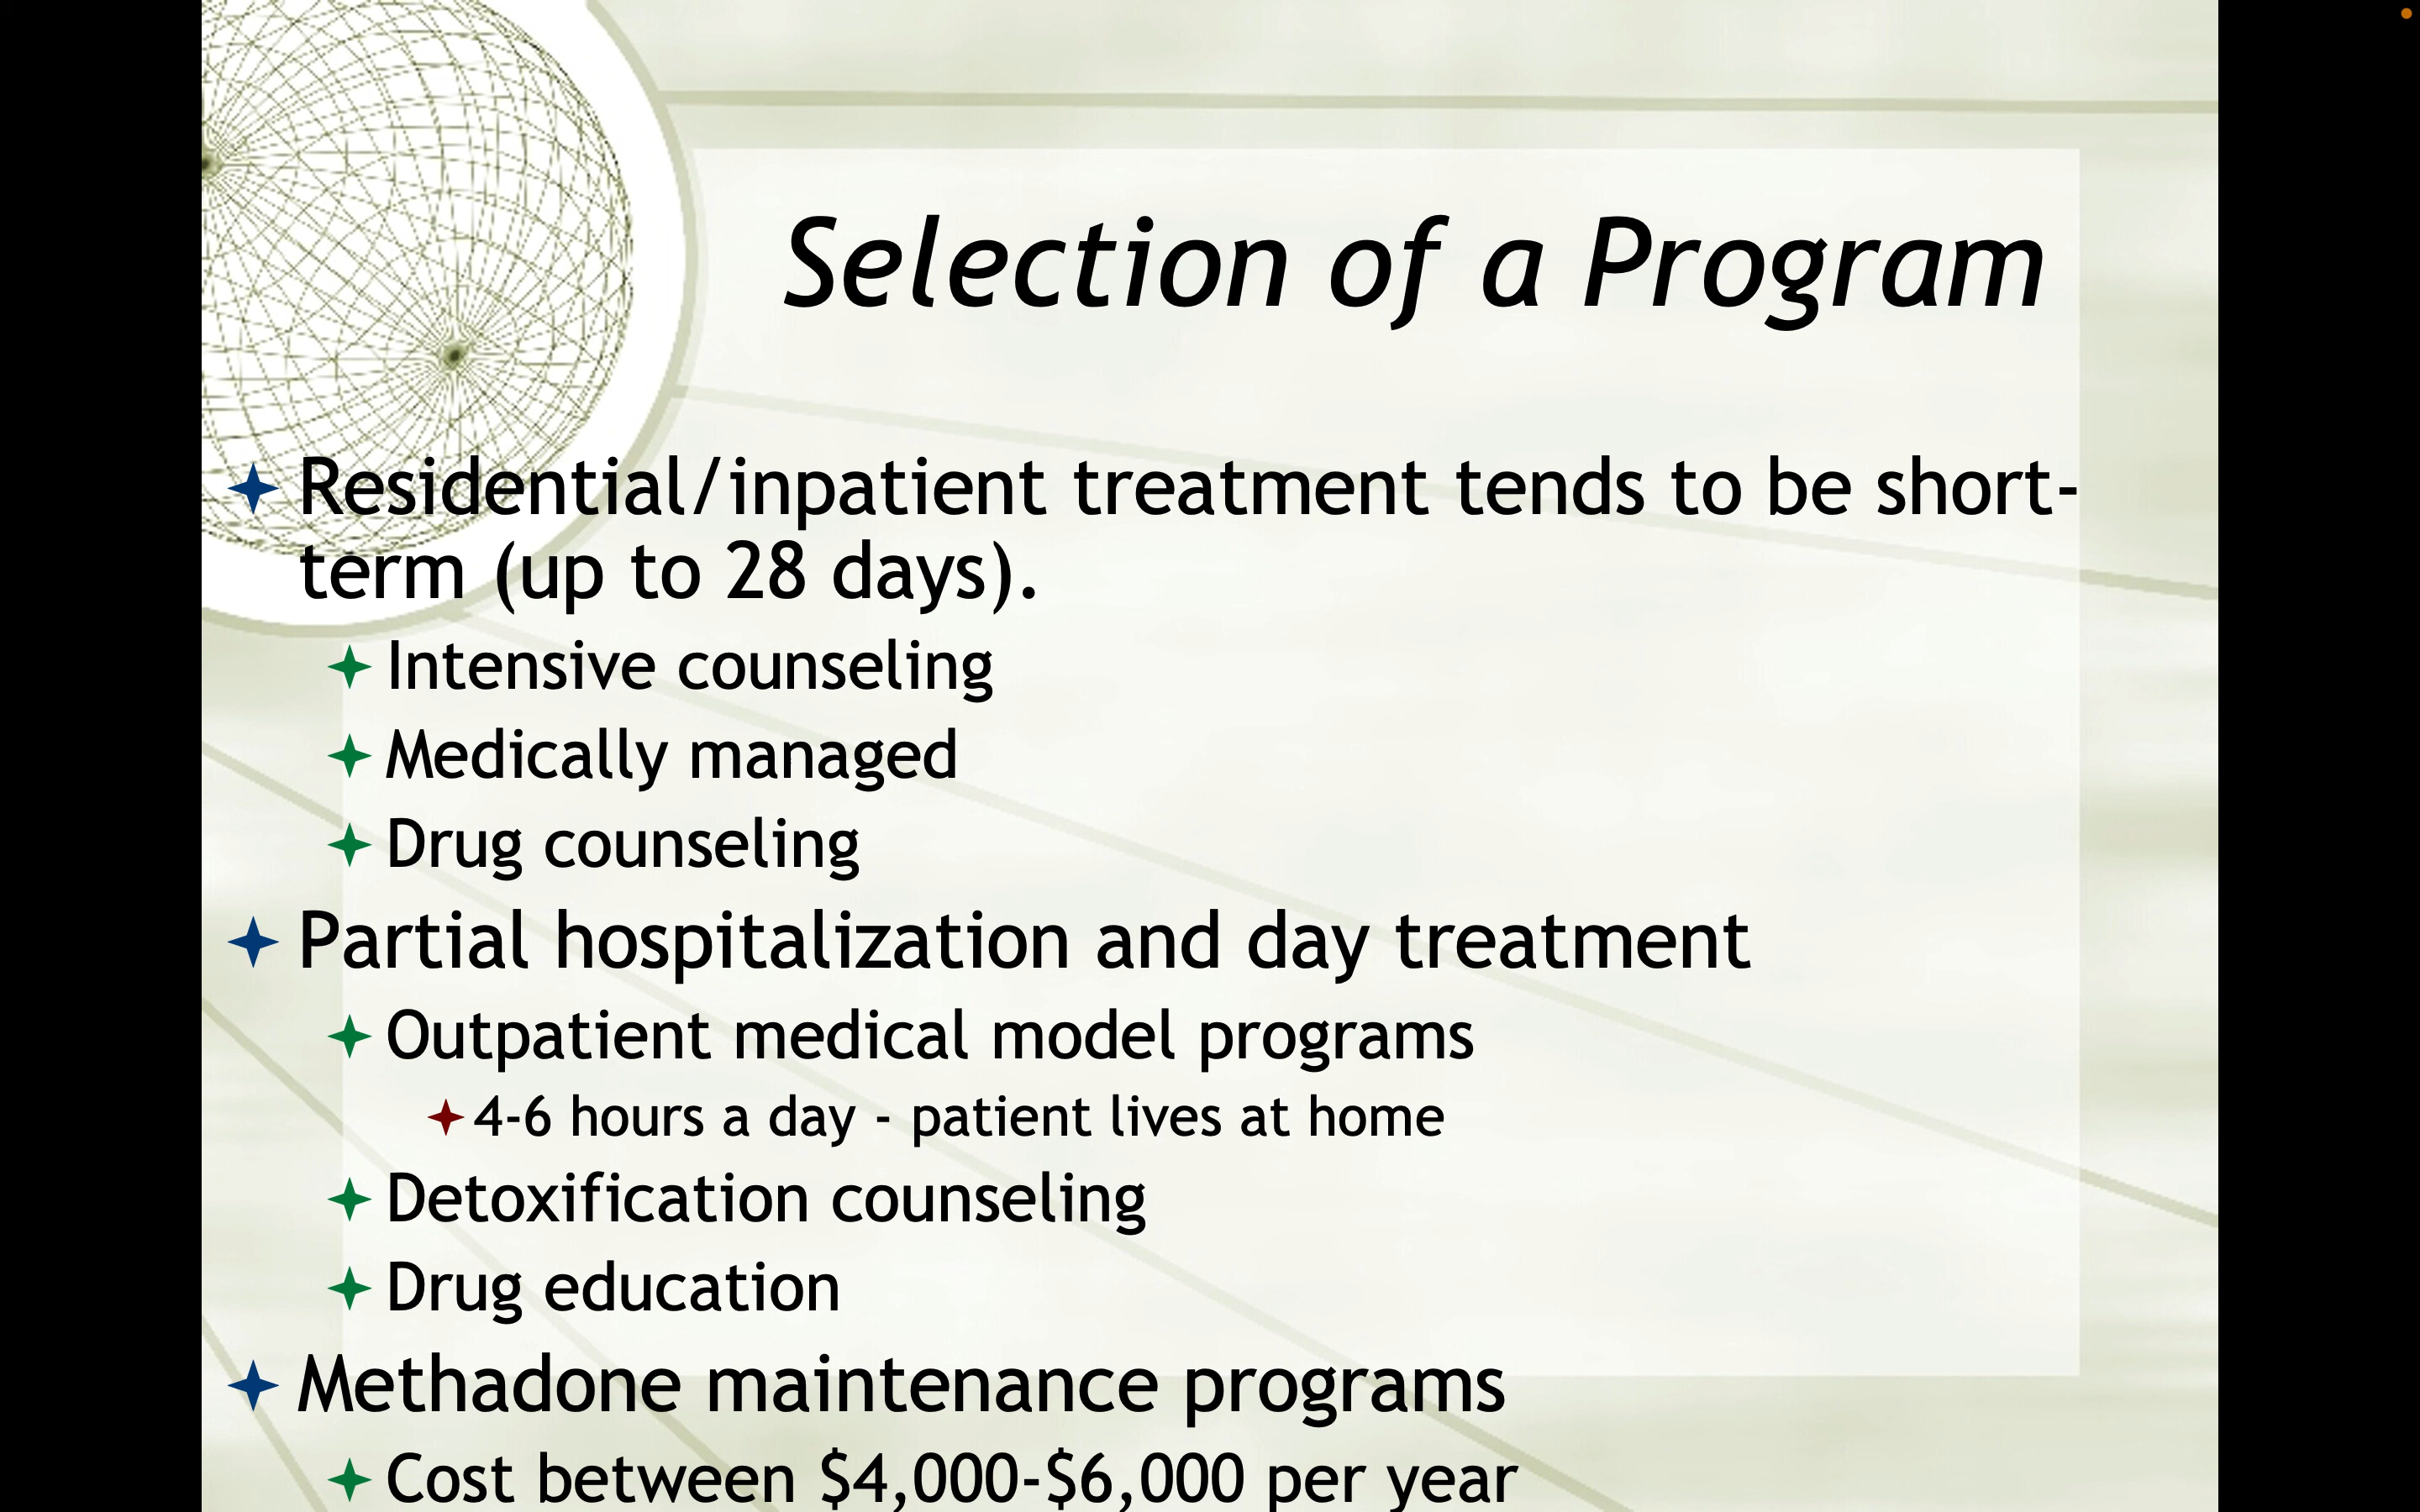 Selection of a Program
Residential/inpatient treatment tends to be short-
term (up to 28 days).
Intensive counseling
Medically managed
Drug counseling
Partial hospitalization and day treatment
Outpatient medical model programs
4-6 hours a day - patient lives at home
Detoxification counseling
Drug education
Methadone maintenance programs
Cost between $4,000-$6,000 per year